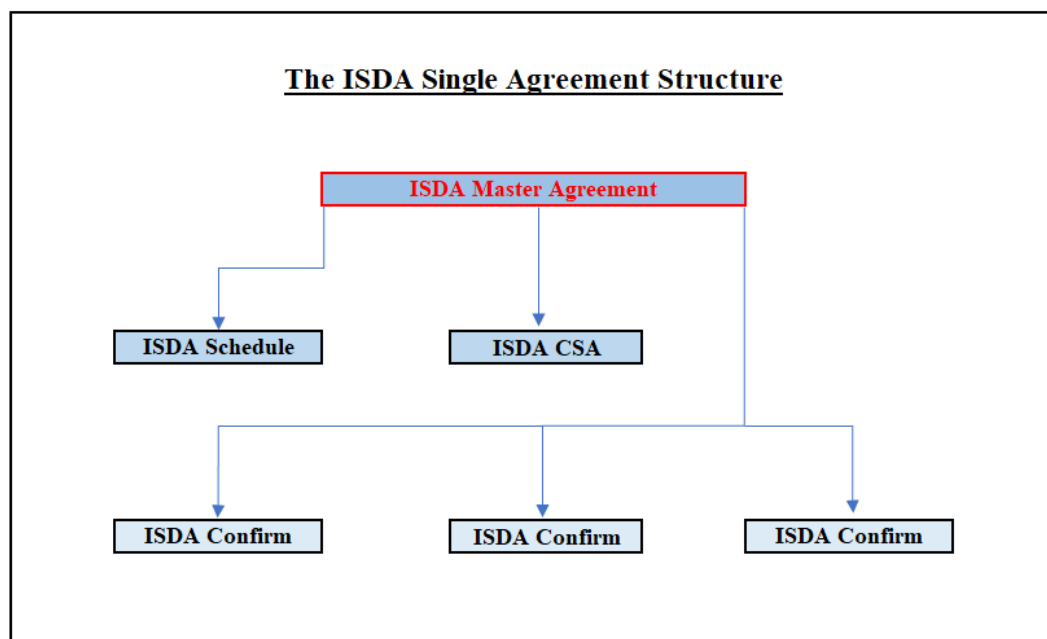 The ISDA Single Agreement Structure
ISDA Master Agreement
ISDA Schedule
ISDA CSA
ISDA Confirm
ISDA Confirm
ISDA Confirm